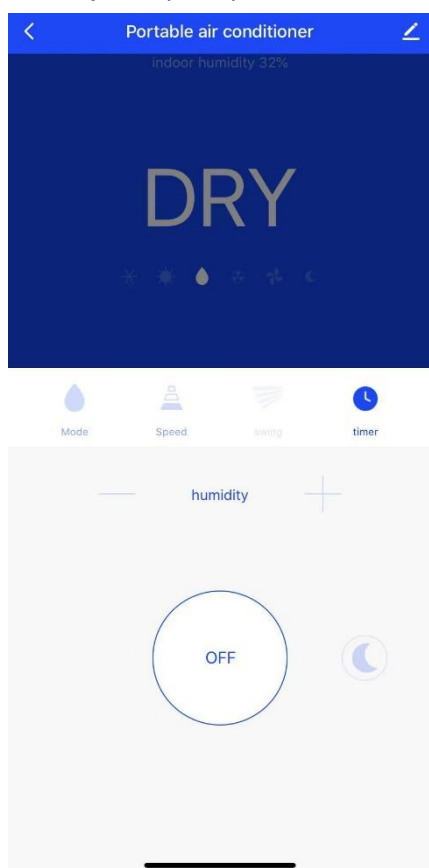 Portable air conditioner
indoor humidity 32%
DRY
Mode Speed swing timer
humidity
OFF